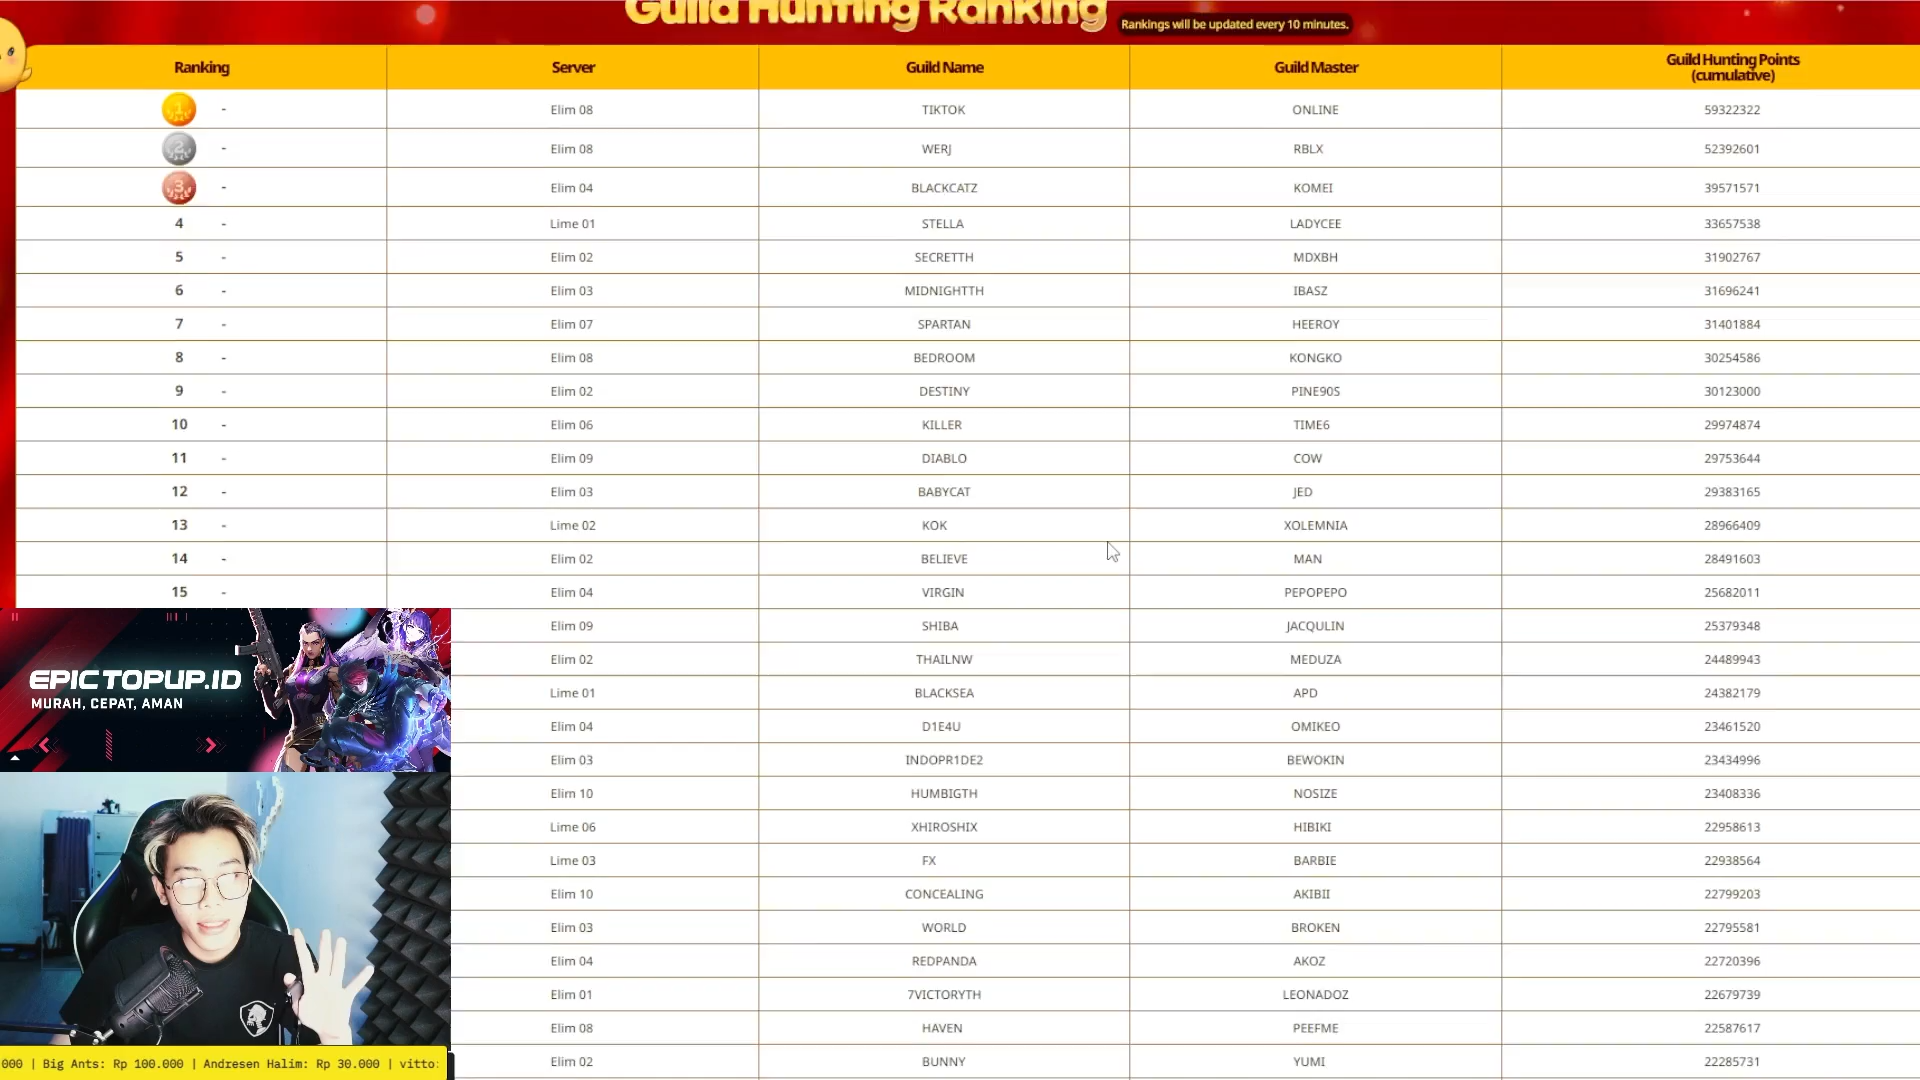 Guild Hunting Ranking
Rankings will be updated every 10 minutes.
Ranking Server Guild Name Guild Master Guild Hunting Points (cumulative)
1 - Elim 08 TIKTOK ONLINE 59322322
2 - Elim 08 WERJ RBLX 52392601
3 - Elim 04 BLACKCATZ KOMEI 39571571
4 - Lime 01 STELLA LADYCEE 33657538
5 - Elim 02 SECRETTH MDXBH 31902767
6 - Elim 03 MIDNIGHTTH IBASZ 31696241
7 - Elim 07 SPARTAN HEEROY 31401884
8 - Elim 08 BEDROOM KONGKO 30254586
9 - Elim 02 DESTINY PINE90S 30123000
10 - Elim 06 KILLER TIME6 29974874
11 - Elim 09 DIABLO COW 29753644
12 - Elim 03 BABYCAT JED 29383165
13 - Lime 02 KOK XOLEMNIA 28966409
14 - Elim 02 BELIEVE MAN 28491603
15 - Elim 04 VIRGIN PEPOPEPO 25682011
Elim 09 SHIBA JACQULIN 25379348
Elim 02 THAILNW MEDUZA 24489943
Lime 01 BLACKSEA APD 24382179
Elim 04 D1E4U OMIKEO 23461520
Elim 03 INDOPR1DE2 BEWOKIN 23434996
Elim 10 HUMBIGTH NOSIZE 23408336
Lime 06 XHIROSHIX HIBIKI 22958613
Lime 03 FX BARBIE 22938564
Elim 10 CONCEALING AKIBII 22799203
Elim 03 WORLD BROKEN 22795581
Elim 04 REDPANDA AKOZ 22720396
Elim 01 7VICTORYTH LEONADOZ 22679739
Elim 08 HAVEN PEEFME 22587617
Elim 02 BUNNY YUMI 22285731
EPICTOPUP.ID
MURAH, CEPAT, AMAN
000 | Big Ants: Rp 100.000 | Andresen Halim: Rp 30.000 | vitto: